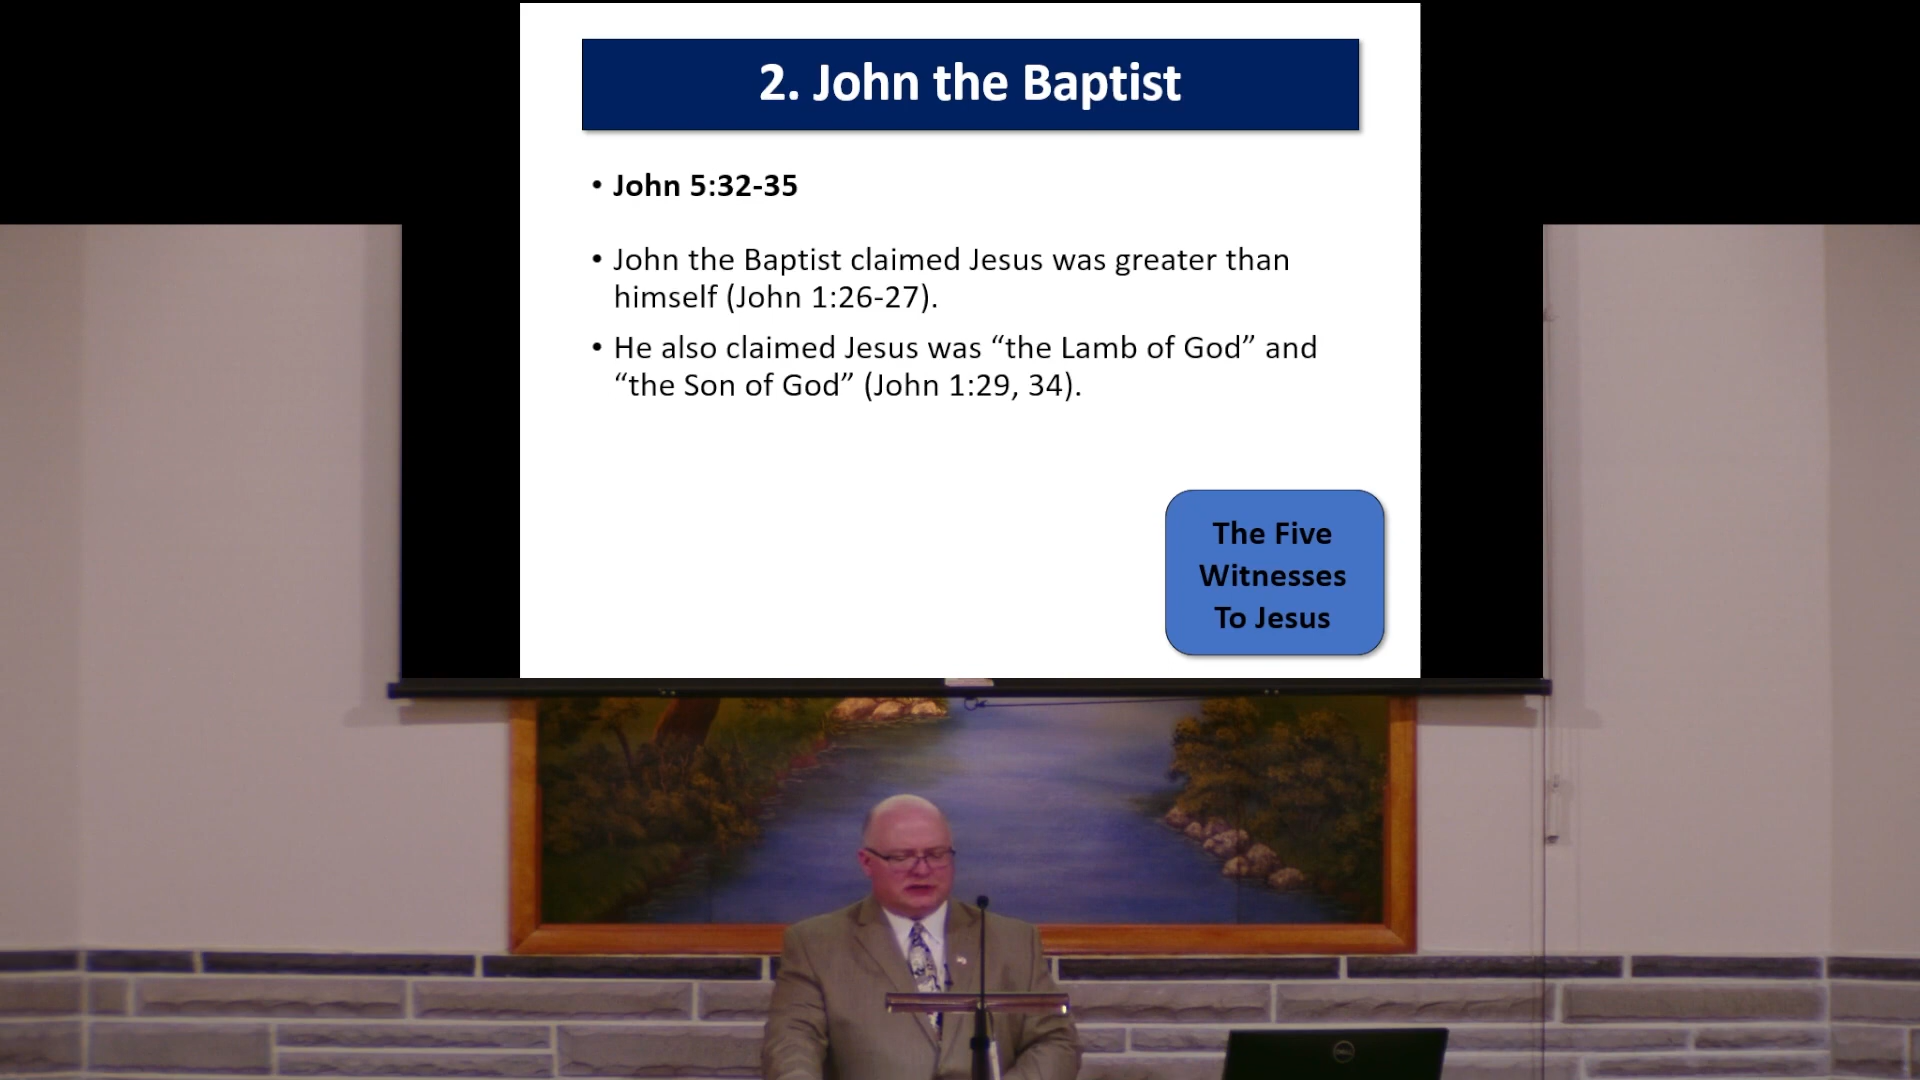 2. John the Baptist
• John 5:32-35
• John the Baptist claimed Jesus was greater than
himself (John 1:26-27).
• He also claimed Jesus was “the Lamb of God” and
“the Son of God” (John 1:29, 34).
The Five
Witnesses
To Jesus
DELL